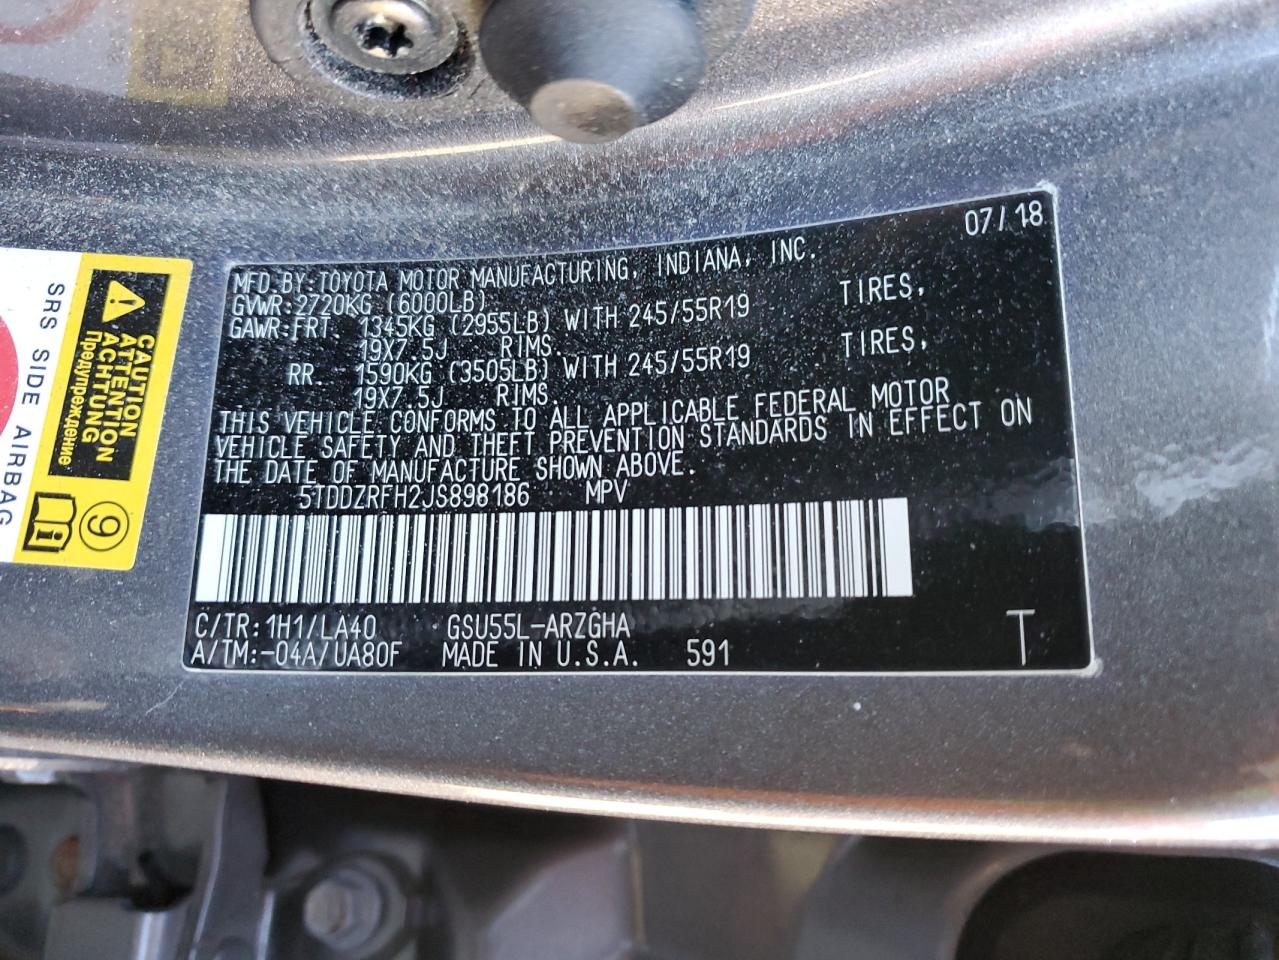 07/18
MFD.BY:TOYOTA MOTOR MANUFACTURING, INDIANA, INC.
GVWR:2720KG (6000LB)
GAWR:FRT 1345KG (2955LB) WITH 245/55R19 TIRES,
19X7.5J RIMS.
RR 1590KG (3505LB) WITH 245/55R19 TIRES,
19X7.5J RIMS.
THIS VEHICLE CONFORMS TO ALL APPLICABLE FEDERAL MOTOR
VEHICLE SAFETY AND THEFT PREVENTION STANDARDS IN EFFECT ON
THE DATE OF MANUFACTURE SHOWN ABOVE.
5TDDZRFH2JS898186 MPV
C/TR:1H1/LA40 GSU55L-ARZGHA
A/TM:-04A/UA80F MADE IN U.S.A. 591
T
CAUTION
ATTENTION
ACHTUNG
Предупреждение
9
SRS SIDE AIRBAG